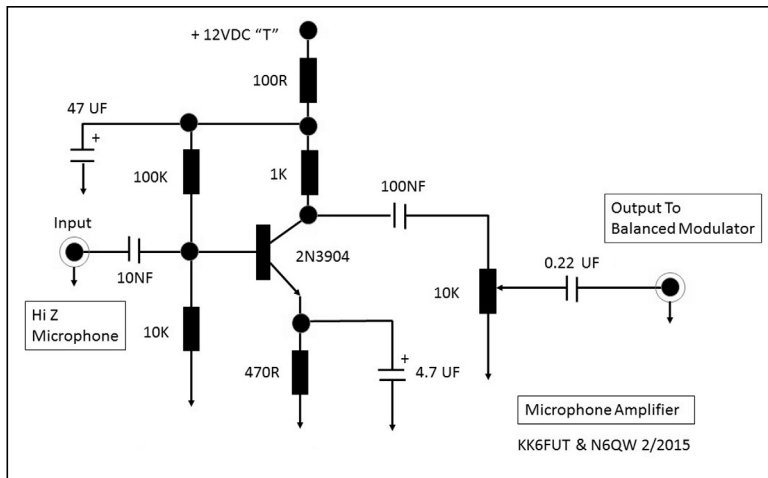 + 12VDC “T”
100R
47 UF
+
100K
1K
100NF
Input
2N3904
Output To
Balanced Modulator
10NF
0.22 UF
10K
Hi Z
Microphone
10K
+
470R
4.7 UF
Microphone Amplifier
KK6FUT & N6QW 2/2015